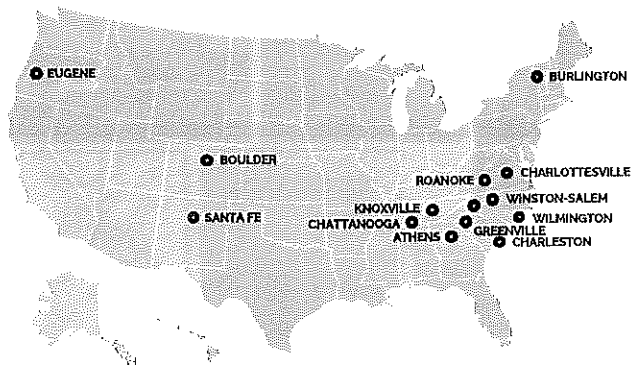 EUGENE
BURLINGTON
BOULDER
CHARLOTTESVILLE
ROANOKE
WINSTON-SALEM
KNOXVILLE
SANTA FE
WILMINGTON
CHATTANOOGA
GREENVILLE
ATHENS
CHARLESTON